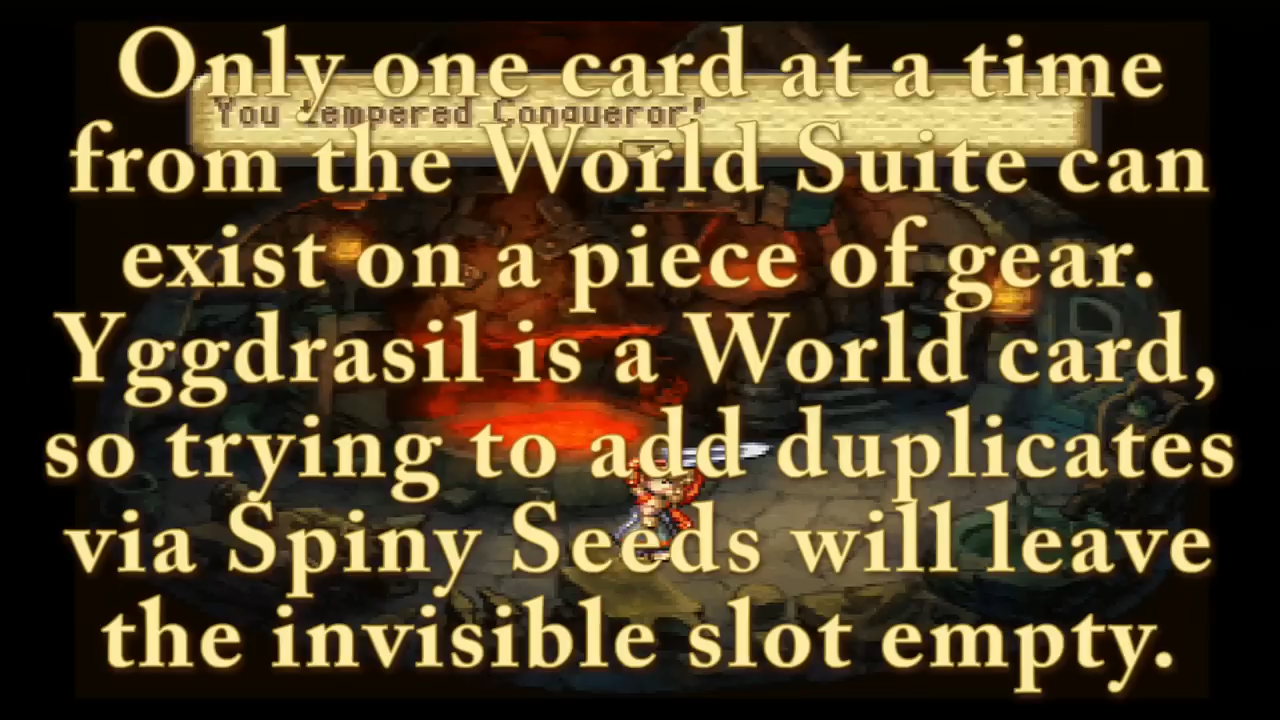 Only one card at a time
You tempered Conqueror!
from the World Suite can
exist on a piece of gear.
Yggdrasil is a World card,
so trying to add duplicates
via Spiny Seeds will leave
the invisible slot empty.